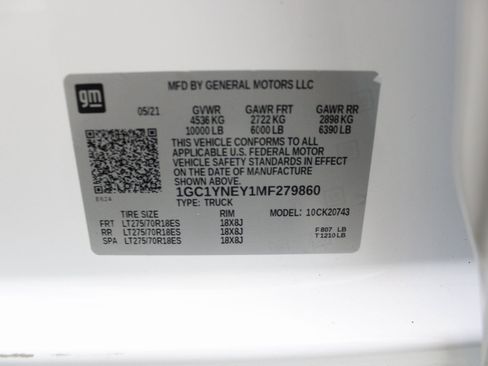 gm
MFD BY GENERAL MOTORS LLC
05/21 GVWR GAWR FRT GAWR RR
4536 KG 2722 KG 2898 KG
10000 LB 6000 LB 6390 LB
THIS VEHICLE CONFORMS TO ALL
APPLICABLE U.S. FEDERAL MOTOR
VEHICLE SAFETY STANDARDS IN EFFECT
ON THE DATE OF MANUFACTURE
SHOWN ABOVE.
1GC1YNEY1MF279860
TYPE: TRUCK
MODEL: 10CK20743
TIRE SIZE RIM
FRT LT275/70R18ES 18X8J
RR LT275/70R18ES 18X8J
SPA LT275/70R18ES 18X8J
F 807 LB
T 1210 LB